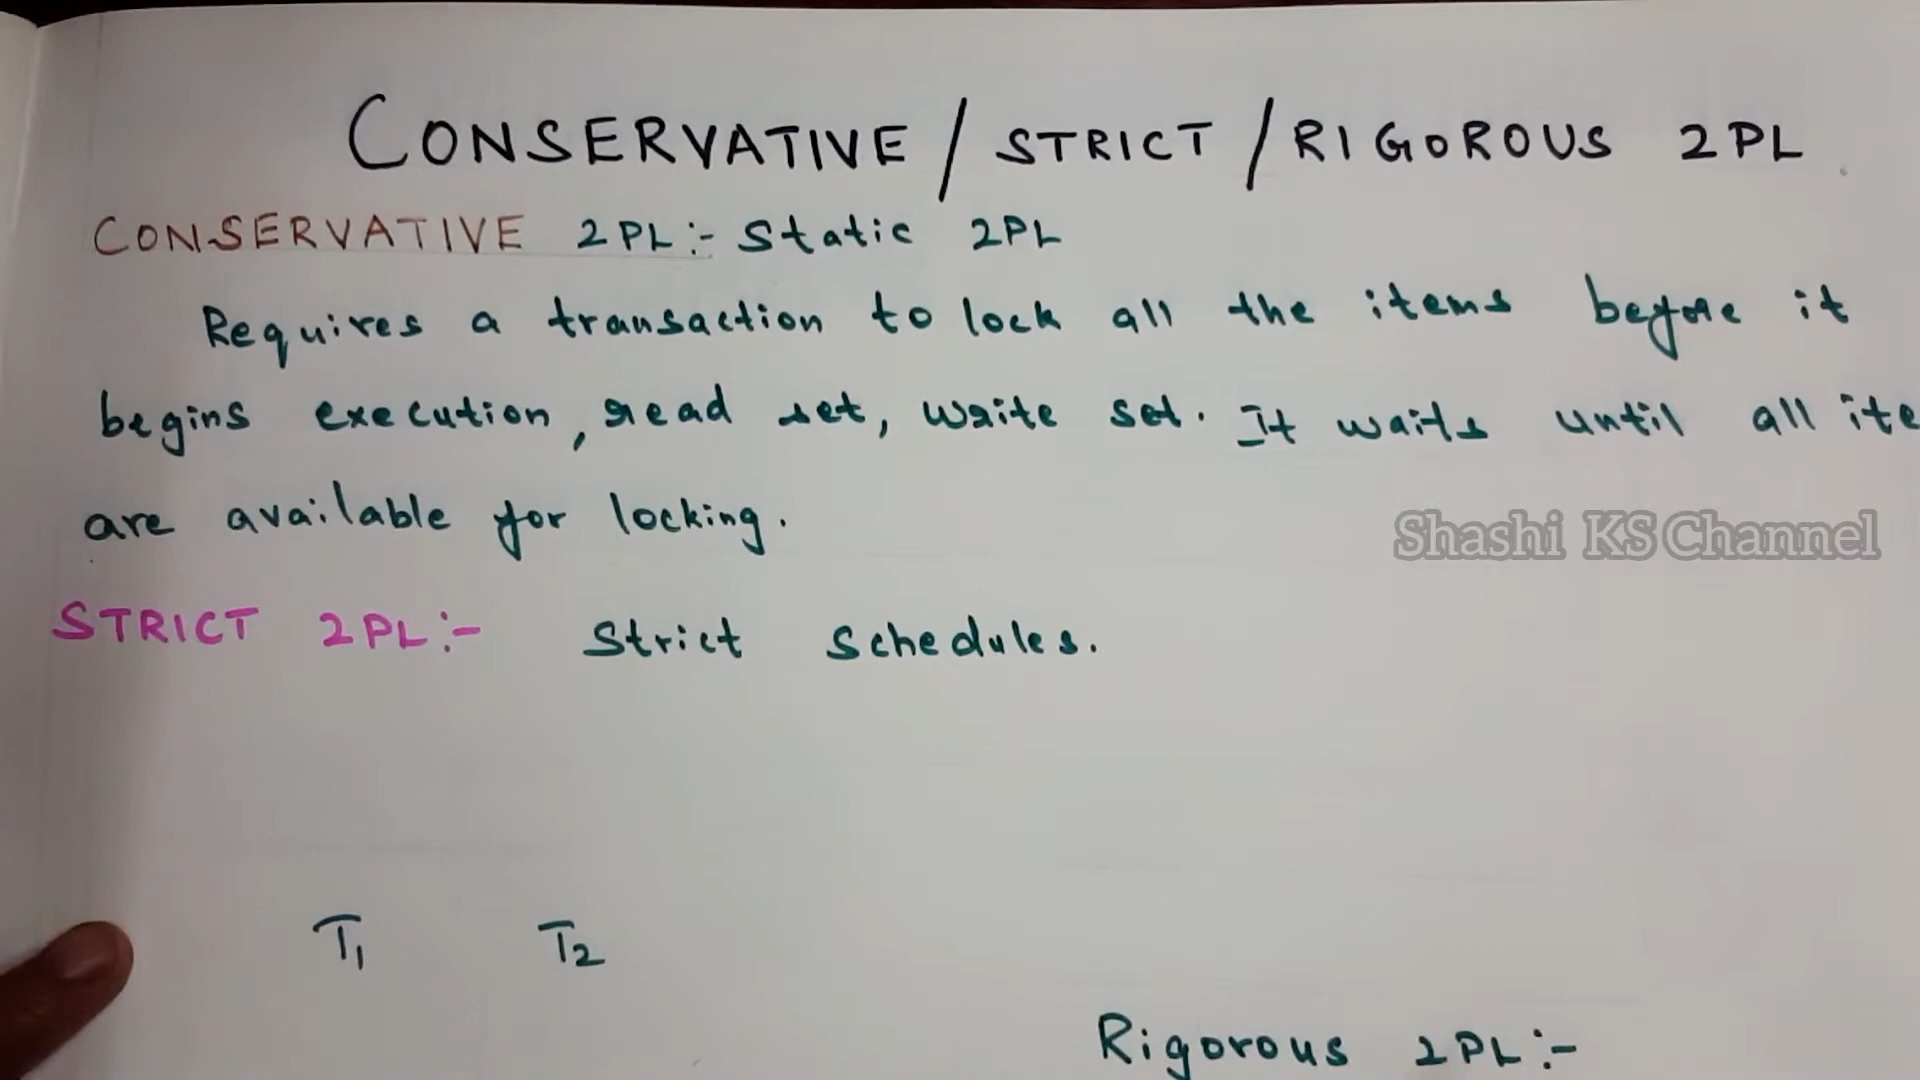 CONSERVATIVE / STRICT / RIGOROUS 2PL
CONSERVATIVE 2PL:- Static 2PL
Requires a transaction to lock all the items before it
begins execution, read set, write set. It waits until all ite
are available for locking.
Shashi KS Channel
STRICT 2PL:- Strict Schedules.
T1 T2
Rigorous 2PL:-